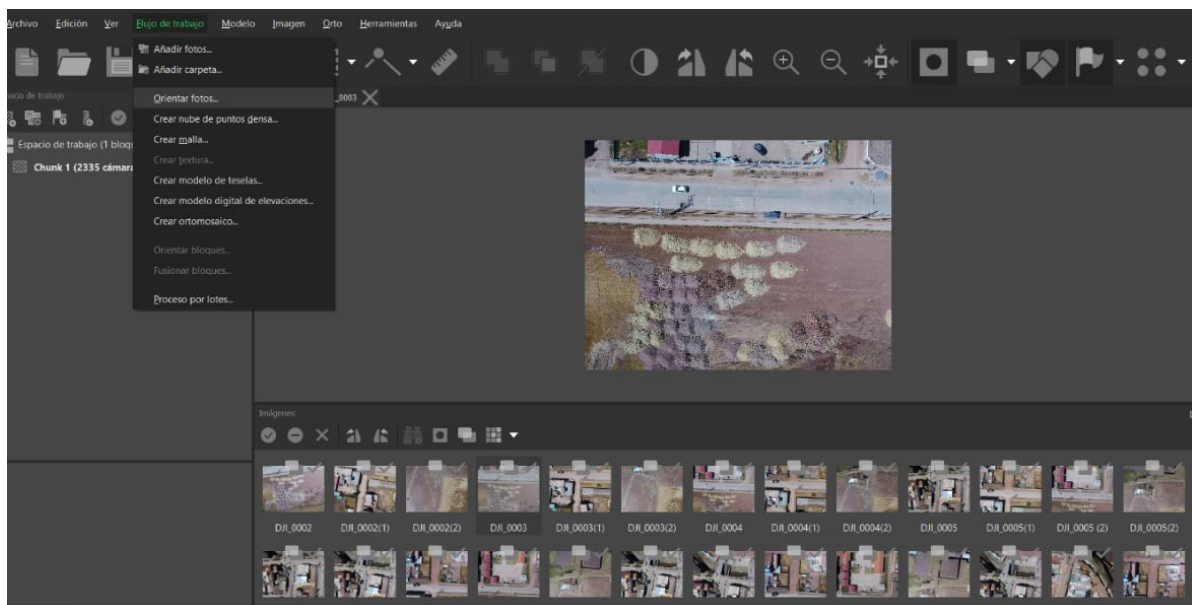 Archivo Edición Ver Flujo de trabajo Modelo Imagen Orto Herramientas Ayuda
Añadir fotos...
Añadir carpeta...
_0003
Orientar fotos...
Crear nube de puntos densa...
Espacio de trabajo (1 bloqu
Crear malla...
Chunk 1 (2335 cámara
Crear textura...
Crear modelo de teselas...
Crear modelo digital de elevaciones...
Crear ortomosaico...
Orientar bloques...
Fusionar bloques...
Proceso por lotes...
Imágenes
DJI_0002 DJI_0002(1) DJI_0002(2) DJI_0003 DJI_0003(1) DJI_0003(2) DJI_0004 DJI_0004(1) DJI_0004(2) DJI_0005 DJI_0005(1) DJI_0005 (2) DJI_0005(2)